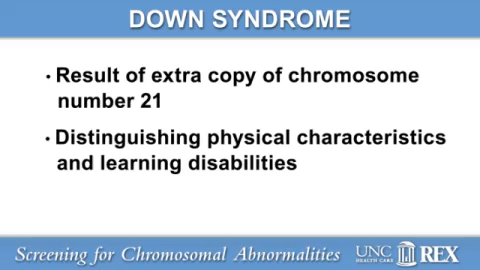 DOWN SYNDROME
• Result of extra copy of chromosome
number 21
• Distinguishing physical characteristics
and learning disabilities
Screening for Chromosomal Abnormalities
UNC REX
HEALTH CARE